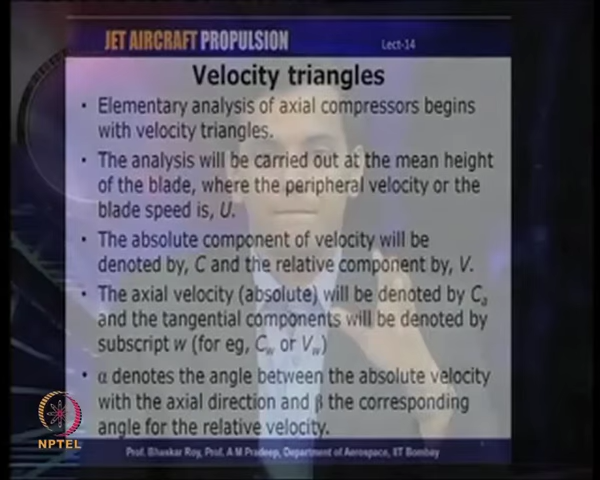 JET AIRCRAFT PROPULSION
Lect-14
Velocity triangles
• Elementary analysis of axial compressors begins
with velocity triangles.
• The analysis will be carried out at the mean height
of the blade, where the peripheral velocity or the
blade speed is, U.
• The absolute component of velocity will be
denoted by, C and the relative component by, V.
• The axial velocity (absolute) will be denoted by Ca
and the tangential components will be denoted by
subscript w (for eg, Cw or Vw)
• α denotes the angle between the absolute velocity
with the axial direction and β the corresponding
angle for the relative velocity.
NPTEL
Prof. Bhaskar Roy, Prof. A M Pradeep, Department of Aerospace, IIT Bombay